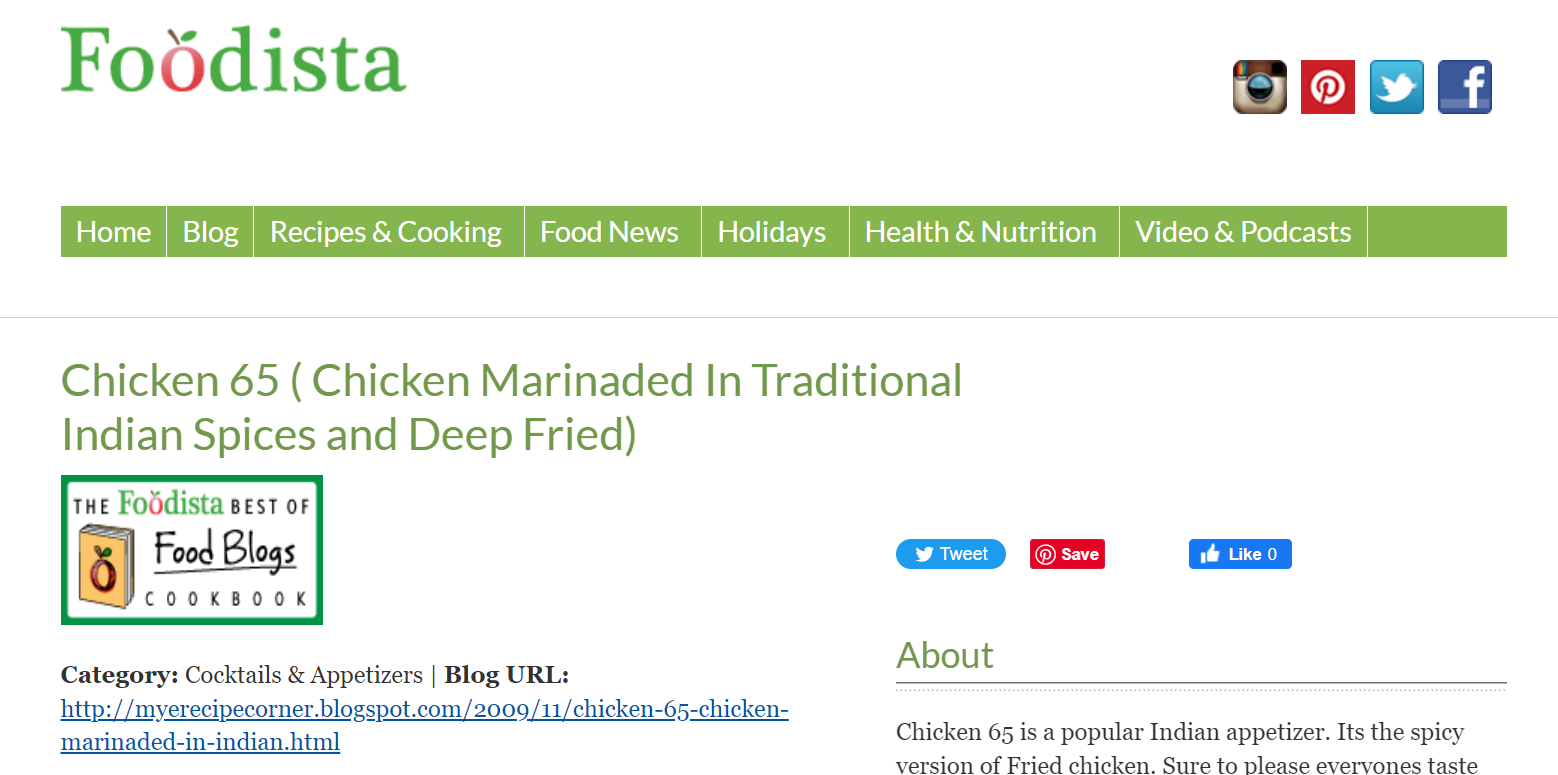 Foodista
Home Blog Recipes & Cooking Food News Holidays Health & Nutrition Video & Podcasts
Chicken 65 ( Chicken Marinaded In Traditional
Indian Spices and Deep Fried)
THE Foodista BEST OF
Food Blogs
COOKBOOK
Category: Cocktails & Appetizers | Blog URL:
http://myerecipecorner.blogspot.com/2009/11/chicken-65-chicken-
marinaded-in-indian.html
Tweet Save Like 0
About
Chicken 65 is a popular Indian appetizer. Its the spicy
version of Fried chicken. Sure to please everyones taste